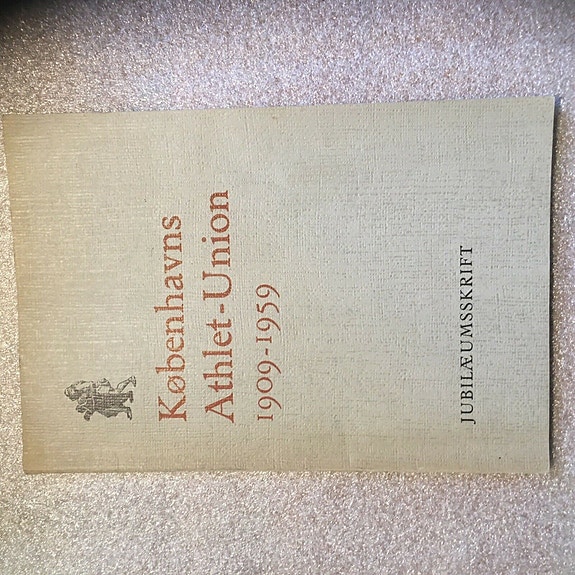 Københavns
Athlet-Union
1909-1959
JUBILÆUMSSKRIFT